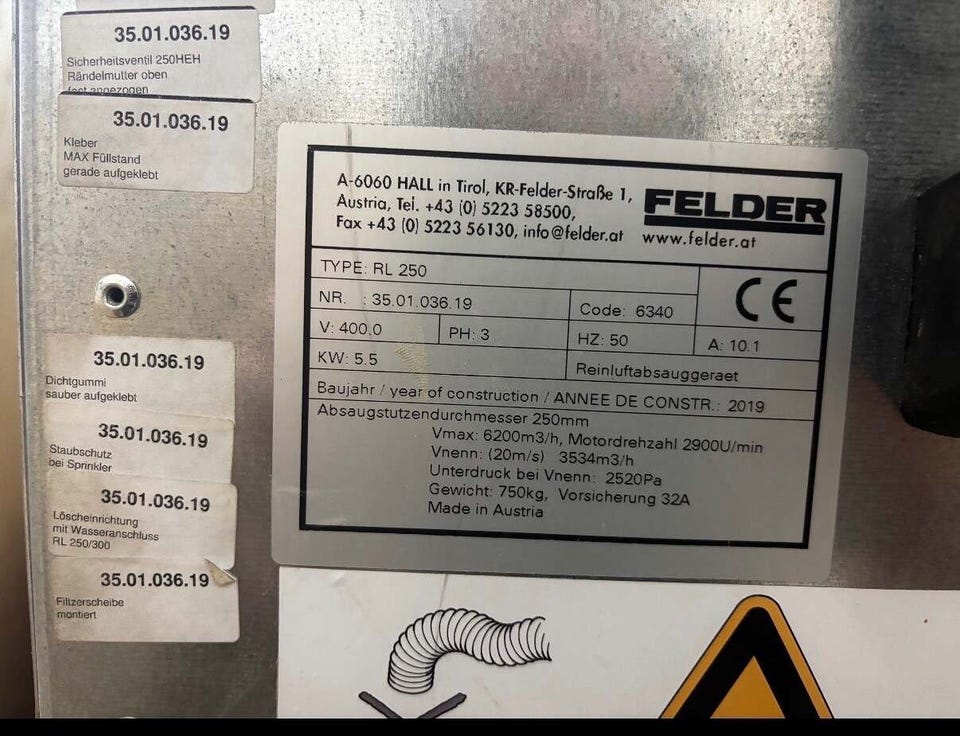 35.01.036.19
Sicherheitsventil 250HEH
Rändelmutter oben
fest angezogen
35.01.036.19
Kleber
MAX Füllstand
gerade aufgeklebt
35.01.036.19
Dichtgummi
sauber aufgeklebt
35.01.036.19
Staubschutz
bei Sprinkler
35.01.036.19
Löscheinrichtung
mit Wasseranschluss
RL 250/300
35.01.036.19
Filtzerscheibe
montiert
A-6060 HALL in Tirol, KR-Felder-Straße 1,
Austria, Tel. +43 (0) 5223 58500,
Fax +43 (0) 5223 56130, info@felder.at
FELDER
www.felder.at
TYPE: RL 250
CE
NR. : 35.01.036.19
Code: 6340
V: 400.0
PH: 3
HZ: 50
A: 10.1
KW: 5.5
Reinluftabsauggeraet
Baujahr / year of construction / ANNEE DE CONSTR.: 2019
Absaugstutzendurchmesser 250mm
Vmax: 6200m3/h, Motordrehzahl 2900U/min
Vnenn: (20m/s) 3534m3/h
Unterdruck bei Vnenn: 2520Pa
Gewicht: 750kg, Vorsicherung 32A
Made in Austria